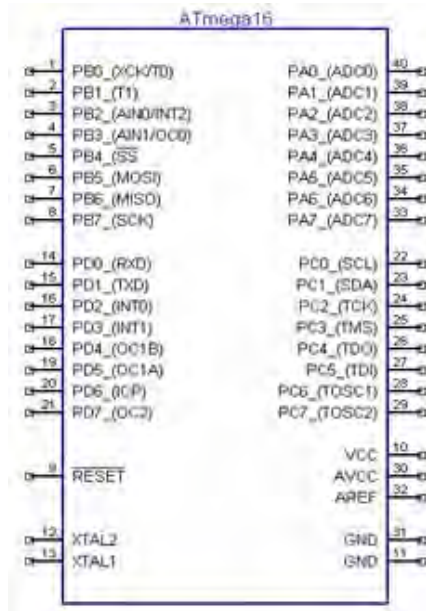 ATmega16
1 PB0_(XCK/T0) PA0_(ADC0) 40
2 PB1_(T1) PA1_(ADC1) 39
3 PB2_(AIN0/INT2) PA2_(ADC2) 38
4 PB3_(AIN1/OC0) PA3_(ADC3) 37
5 PB4_(SS PA4_(ADC4) 36
6 PB5_(MOSI) PA5_(ADC5) 35
7 PB6_(MISO) PA6_(ADC6) 34
8 PB7_(SCK) PA7_(ADC7) 33
14 PD0_(RXD) PC0_(SCL) 22
15 PD1_(TXD) PC1_(SDA) 23
16 PD2_(INT0) PC2_(TCK) 24
17 PD3_(INT1) PC3_(TMS) 25
18 PD4_(OC1B) PC4_(TDO) 26
19 PD5_(OC1A) PC5_(TDI) 27
20 PD6_(ICP) PC6_(TOSC1) 28
21 PD7_(OC2) PC7_(TOSC2) 29
VCC 10
9 RESET AVCC 30
AREF 32
12 XTAL2 GND 31
13 XTAL1 GND 11